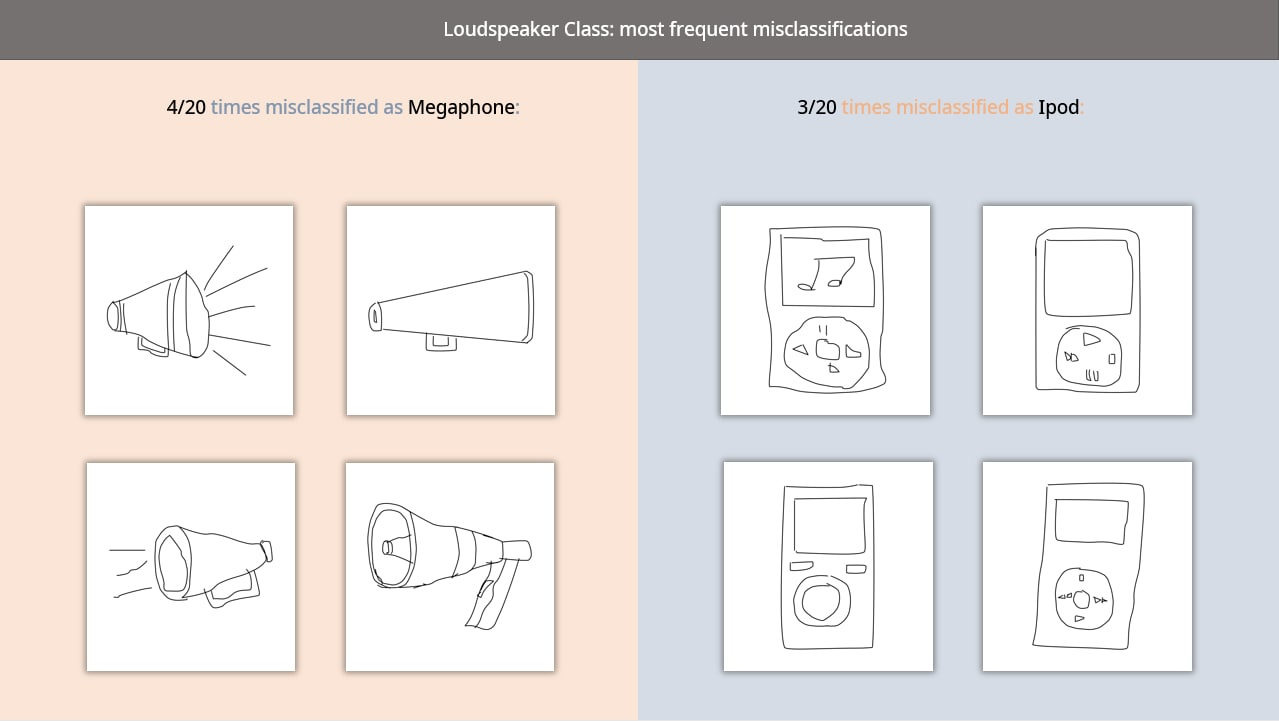 Loudspeaker Class: most frequent misclassifications
4/20 times misclassified as Megaphone:
3/20 times misclassified as Ipod: